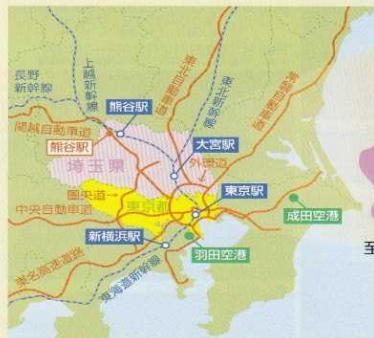 長野
新幹線
上越新幹線
東北自動車道
東北新幹線
常磐自動車道
熊谷駅
関越自動車道
熊谷駅
大宮駅
埼玉県
外環道
圏央道→
東京都
東京駅
中央自動車道
成田空港
新横浜駅
羽田空港
東名高速道路
東海道新幹線
至